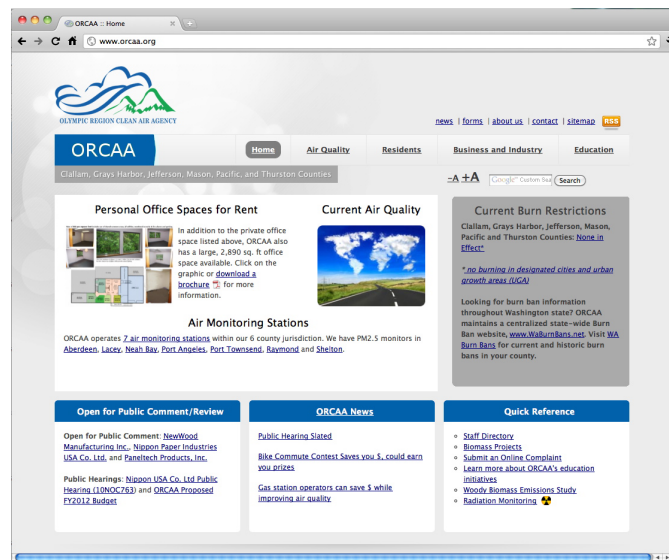 ORCAA :: Home
www.orcaa.org
OLYMPIC REGION CLEAN AIR AGENCY
news | forms | about us | contact | sitemap RSS
ORCAA
Home Air Quality Residents Business and Industry Education
Clallam, Grays Harbor, Jefferson, Mason, Pacific, and Thurston Counties
-A +A Google Custom Search
Personal Office Spaces for Rent
In addition to the private office
space listed above, ORCAA also
has a large, 2,890 sq. ft office
space available. Click on the
graphic or download a
brochure for more
information.
Current Air Quality
Air Monitoring Stations
ORCAA operates 7 air monitoring stations within our 6 county jurisdiction. We have PM2.5 monitors in
Aberdeen, Lacey, Neah Bay, Port Angeles, Port Townsend, Raymond and Shelton.
Current Burn Restrictions
Clallam, Grays Harbor, Jefferson, Mason,
Pacific and Thurston Counties: None in
Effect*
* no burning in designated cities and urban
growth areas (UGA)
Looking for burn ban information
throughout Washington state? ORCAA
maintains a centralized state-wide Burn
Ban website, www.WaBurnBans.net. Visit WA
Burn Bans for current and historic burn
bans in your county.
Open for Public Comment/Review
Open for Public Comment: NewWood
Manufacturing Inc., Nippon Paper Industries
USA Co. Ltd. and Paneltech Products, Inc.
Public Hearings: Nippon USA Co. Ltd Public
Hearing (10NOC763) and ORCAA Proposed
FY2012 Budget
ORCAA News
Public Hearing Slated
Bike Commute Contest Saves you $, could earn
you prizes
Gas station operators can save $ while
improving air quality
Quick Reference
Staff Directory
Biomass Projects
Submit an Online Complaint
Learn more about ORCAA's education
initiatives
Woody Biomass Emissions Study
Radiation Monitoring